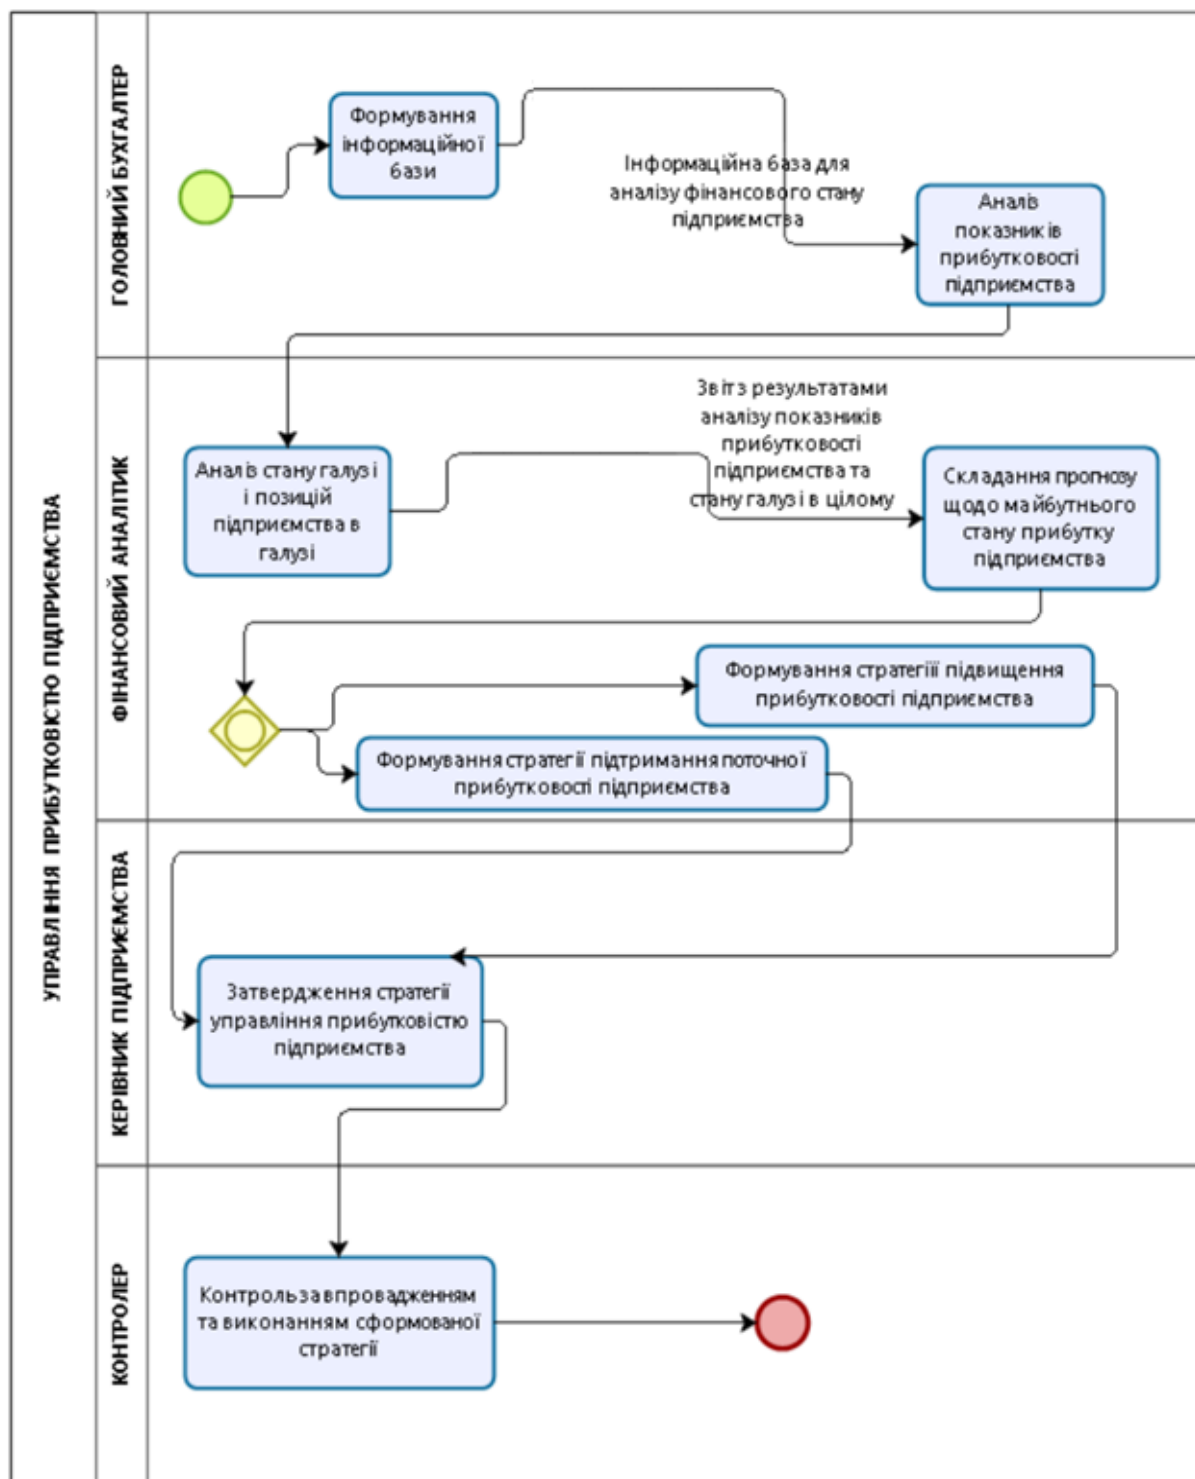 УПРАВЛІННЯ ПРИБУТКОВІСТЮ ПІДПРИЄМСТВА
ГОЛОВНИЙ БУХГАЛТЕР
Формування
інформаційної
бази
Інформаційна база для
аналізу фінансового стану
підприємства
Аналіз
показників
прибутковості
підприємства
ФІНАНСОВИЙ АНАЛІТИК
Звіт з результатами
аналізу показників
прибутковості
підприємства та
стану галузі в цілому
Аналіз стану галузі
і позицій
підприємства в
галузі
Складання прогнозу
щодо майбутнього
стану прибутку
підприємства
Формування стратегіїї підвищення
прибутковості підприємства
Формування стратегії підтримання поточної
прибутковості підприємства
КЕРІВНИК ПІДПРИЄМСТВА
Затвердження стратегії
управління прибутковістю
підприємства
КОНТРОЛЕР
Контроль за впровадженням
та виконанням сформованої
стратегії